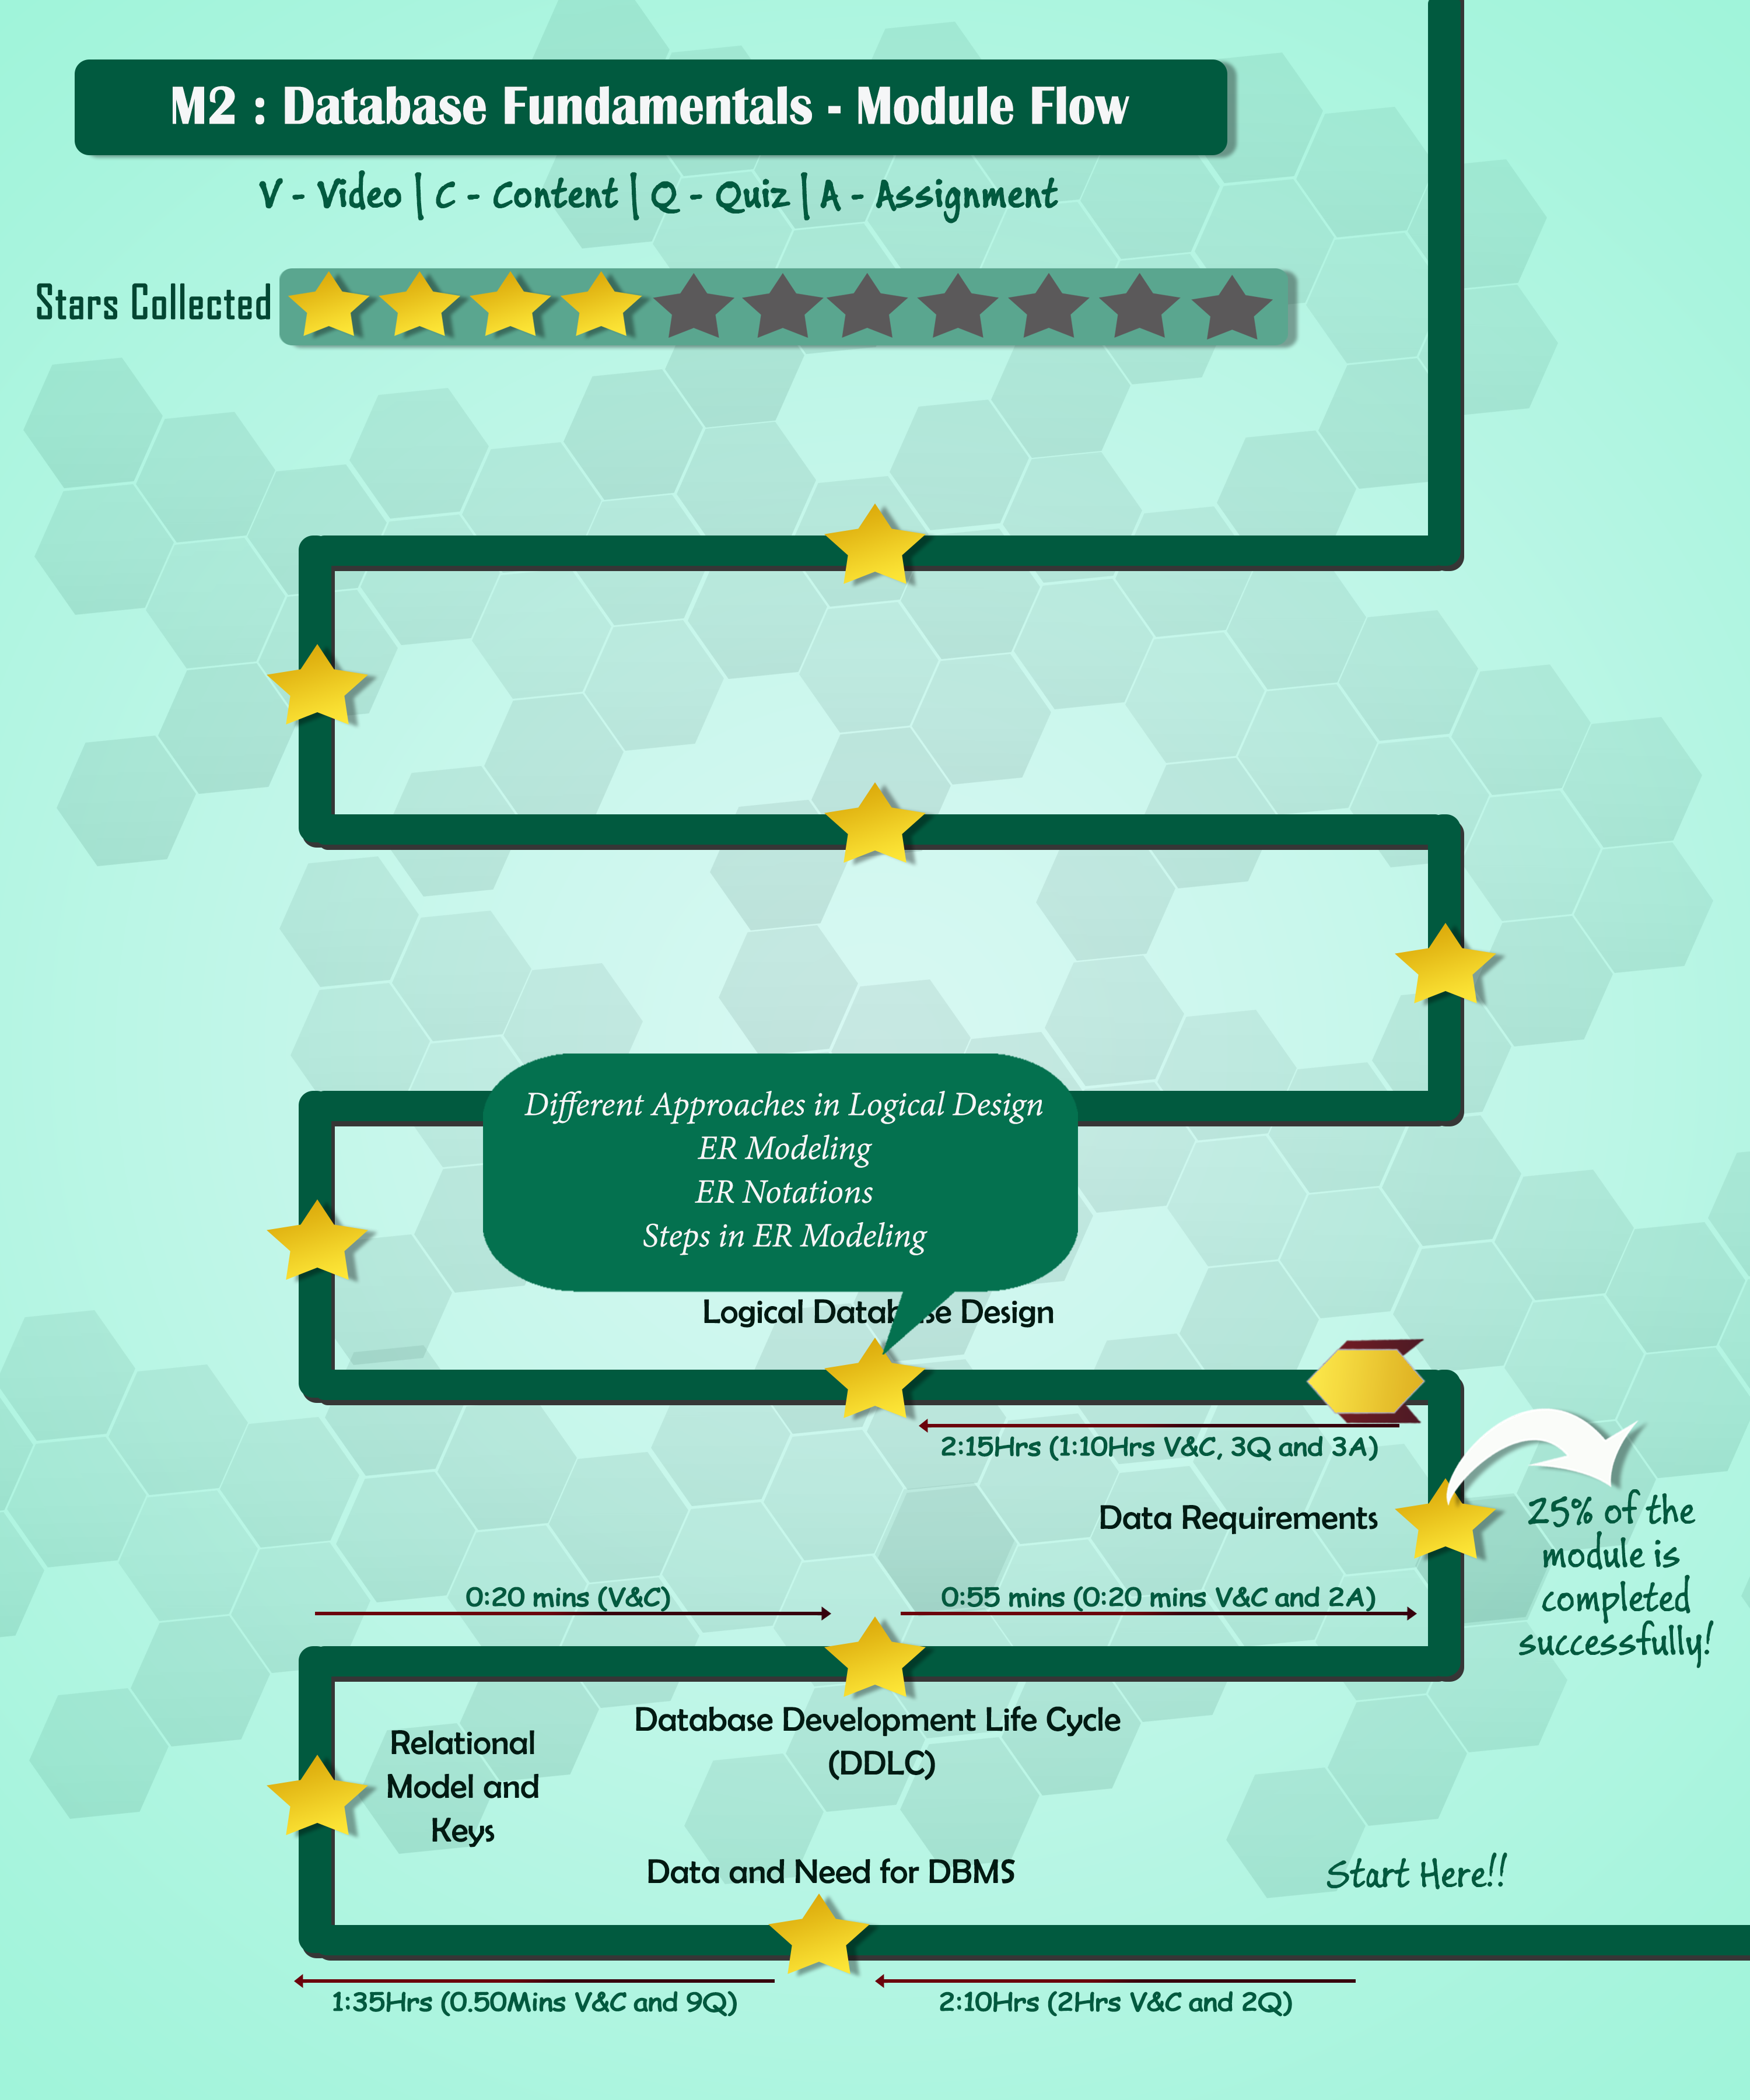 M2 : Database Fundamentals - Module Flow
V - Video | C - Content | Q - Quiz | A - Assignment
Stars Collected
Different Approaches in Logical Design
ER Modeling
ER Notations
Steps in ER Modeling
Logical Database Design
2:15Hrs (1:10Hrs V&C, 3Q and 3A)
Data Requirements
25% of the
module is
completed
successfully!
0:20 mins (V&C)
0:55 mins (0:20 mins V&C and 2A)
Database Development Life Cycle
(DDLC)
Relational
Model and
Keys
Data and Need for DBMS
Start Here!!
1:35Hrs (0.50Mins V&C and 9Q)
2:10Hrs (2Hrs V&C and 2Q)